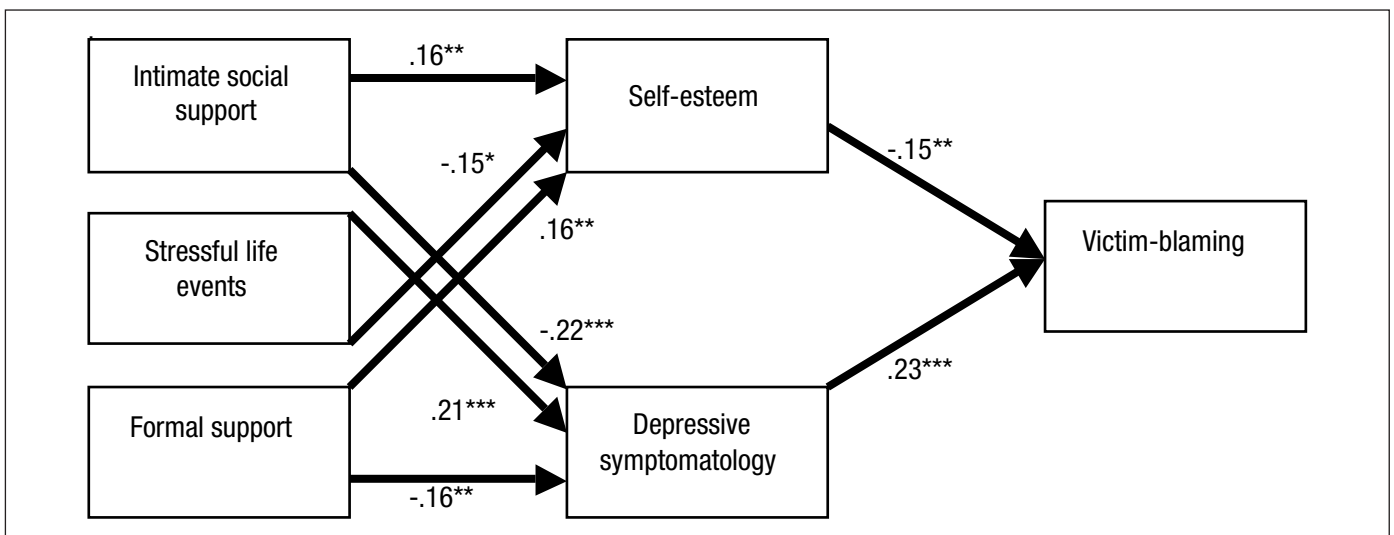 Intimate social
support
.16**
Self-esteem
-.15*
.16**
-.15**
Stressful life
events
Victim-blaming
-.22***
.21***
.23***
Formal support
Depressive
symptomatology
-.16**